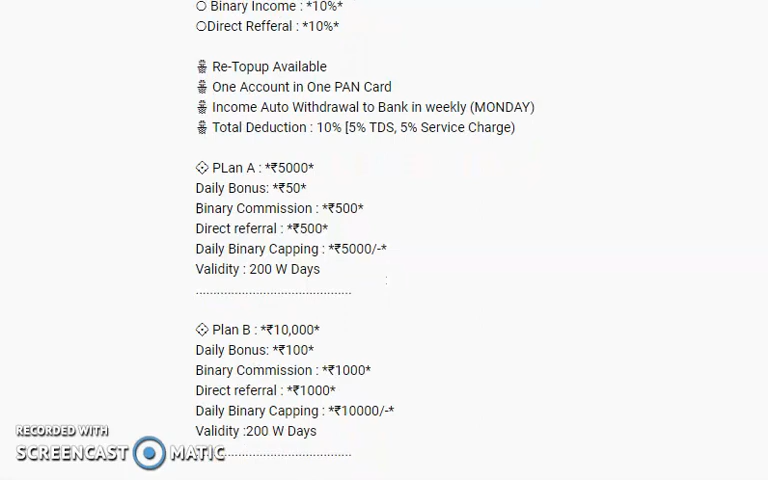 ○ Binary Income : *10%*
○Direct Refferal : *10%*
Re-Topup Available
One Account in One PAN Card
Income Auto Withdrawal to Bank in weekly (MONDAY)
Total Deduction : 10% [5% TDS, 5% Service Charge)
PLan A : *₹5000*
Daily Bonus: *₹50*
Binary Commission : *₹500*
Direct referral : *₹500*
Daily Binary Capping : *₹5000/-*
Validity : 200 W Days
............................................
Plan B : *₹10,000*
Daily Bonus: *₹100*
Binary Commission : *₹1000*
Direct referral : *₹1000*
Daily Binary Capping : *₹10000/-*
Validity :200 W Days
............................................
RECORDED WITH
SCREENCAST MATIC